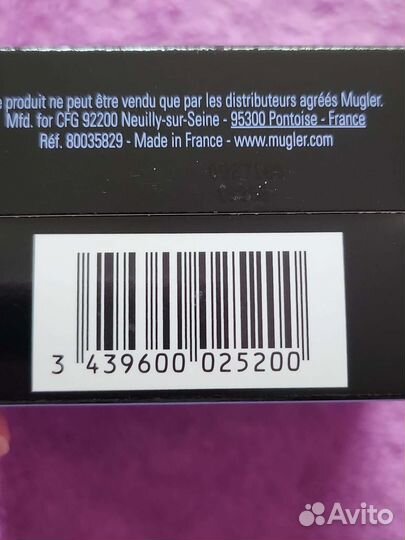 e produit ne peut être vendu que par les distributeurs agréés Mugler.
Mfd. for CFG 92200 Neuilly-sur-Seine - 95300 Pontoise - France
Réf. 80035829 - Made in France - www.mugler.com
3 439600 025200
Avito